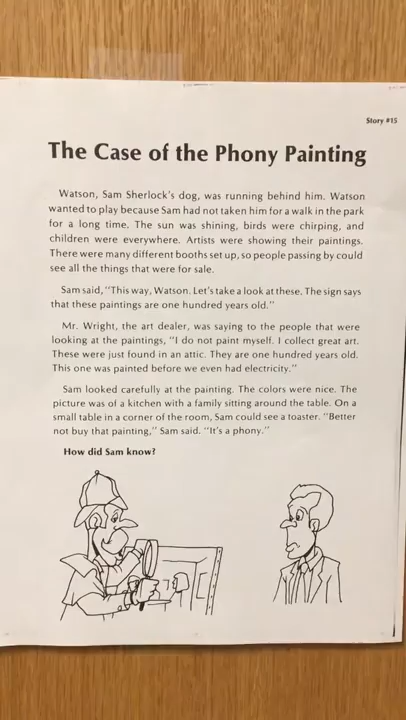 Story #15
The Case of the Phony Painting
Watson, Sam Sherlock's dog, was running behind him. Watson
wanted to play because Sam had not taken him for a walk in the park
for a long time. The sun was shining, birds were chirping, and
children were everywhere. Artists were showing their paintings.
There were many different booths set up, so people passing by could
see all the things that were for sale.
Sam said, "This way, Watson. Let's take a look at these. The sign says
that these paintings are one hundred years old."
Mr. Wright, the art dealer, was saying to the people that were
looking at the paintings, "I do not paint myself. I collect great art.
These were just found in an attic. They are one hundred years old.
This one was painted before we even had electricity."
Sam looked carefully at the painting. The colors were nice. The
picture was of a kitchen with a family sitting around the table. On a
small table in a corner of the room, Sam could see a toaster. "Better
not buy that painting," Sam said. "It's a phony."
How did Sam know?